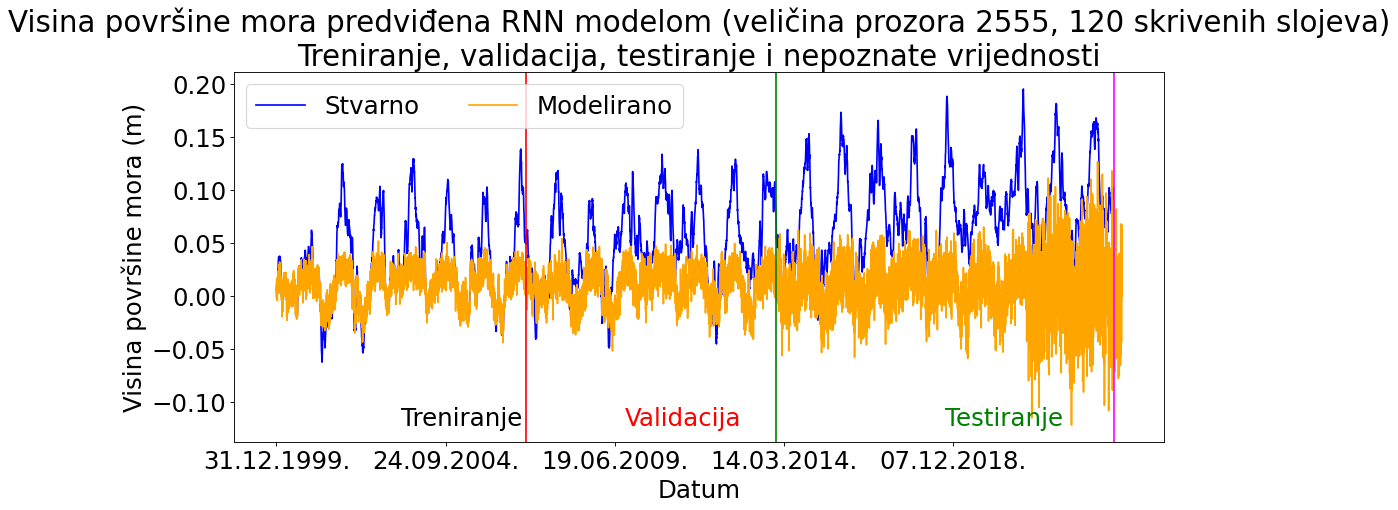 Visina površine mora predviđena RNN modelom (veličina prozora 2555, 120 skrivenih slojeva)
Treniranje, validacija, testiranje i nepoznate vrijednosti
Stvarno Modelirano
Visina površine mora (m)
0.20
0.15
0.10
0.05
0.00
−0.05
−0.10
Treniranje Validacija Testiranje
31.12.1999. 24.09.2004. 19.06.2009. 14.03.2014. 07.12.2018.
Datum